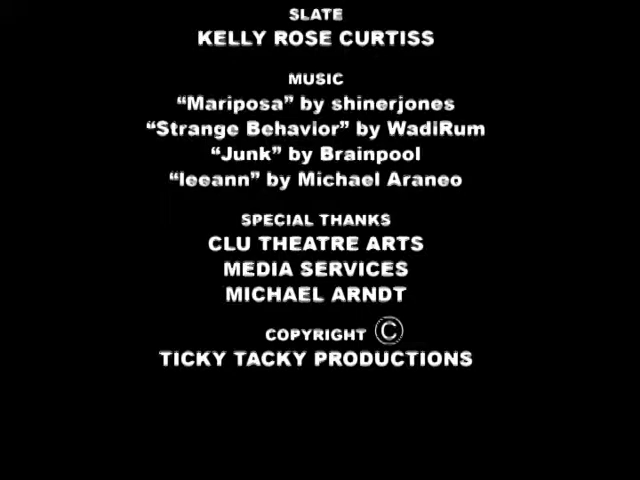 SLATE
KELLY ROSE CURTISS
MUSIC
“Mariposa” by shinerjones
“Strange Behavior” by WadiRum
“Junk” by Brainpool
“leeann” by Michael Araneo
SPECIAL THANKS
CLU THEATRE ARTS
MEDIA SERVICES
MICHAEL ARNDT
COPYRIGHT ©
TICKY TACKY PRODUCTIONS